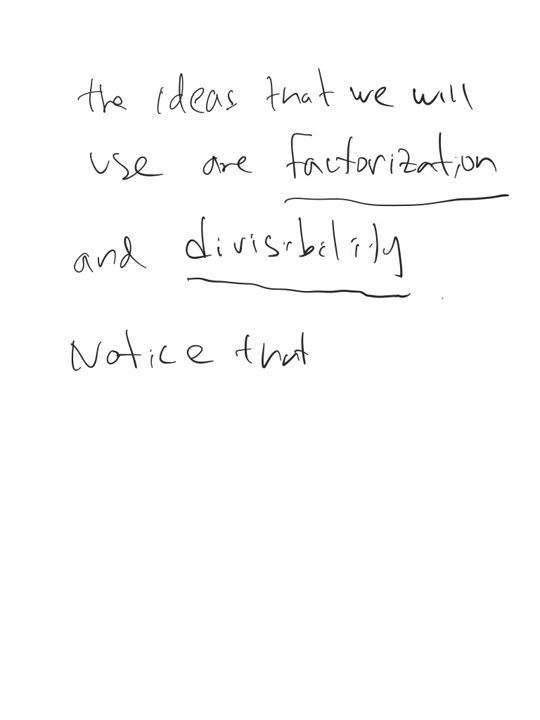 the ideas that we will
use are factorization
and divisibility.
Notice that